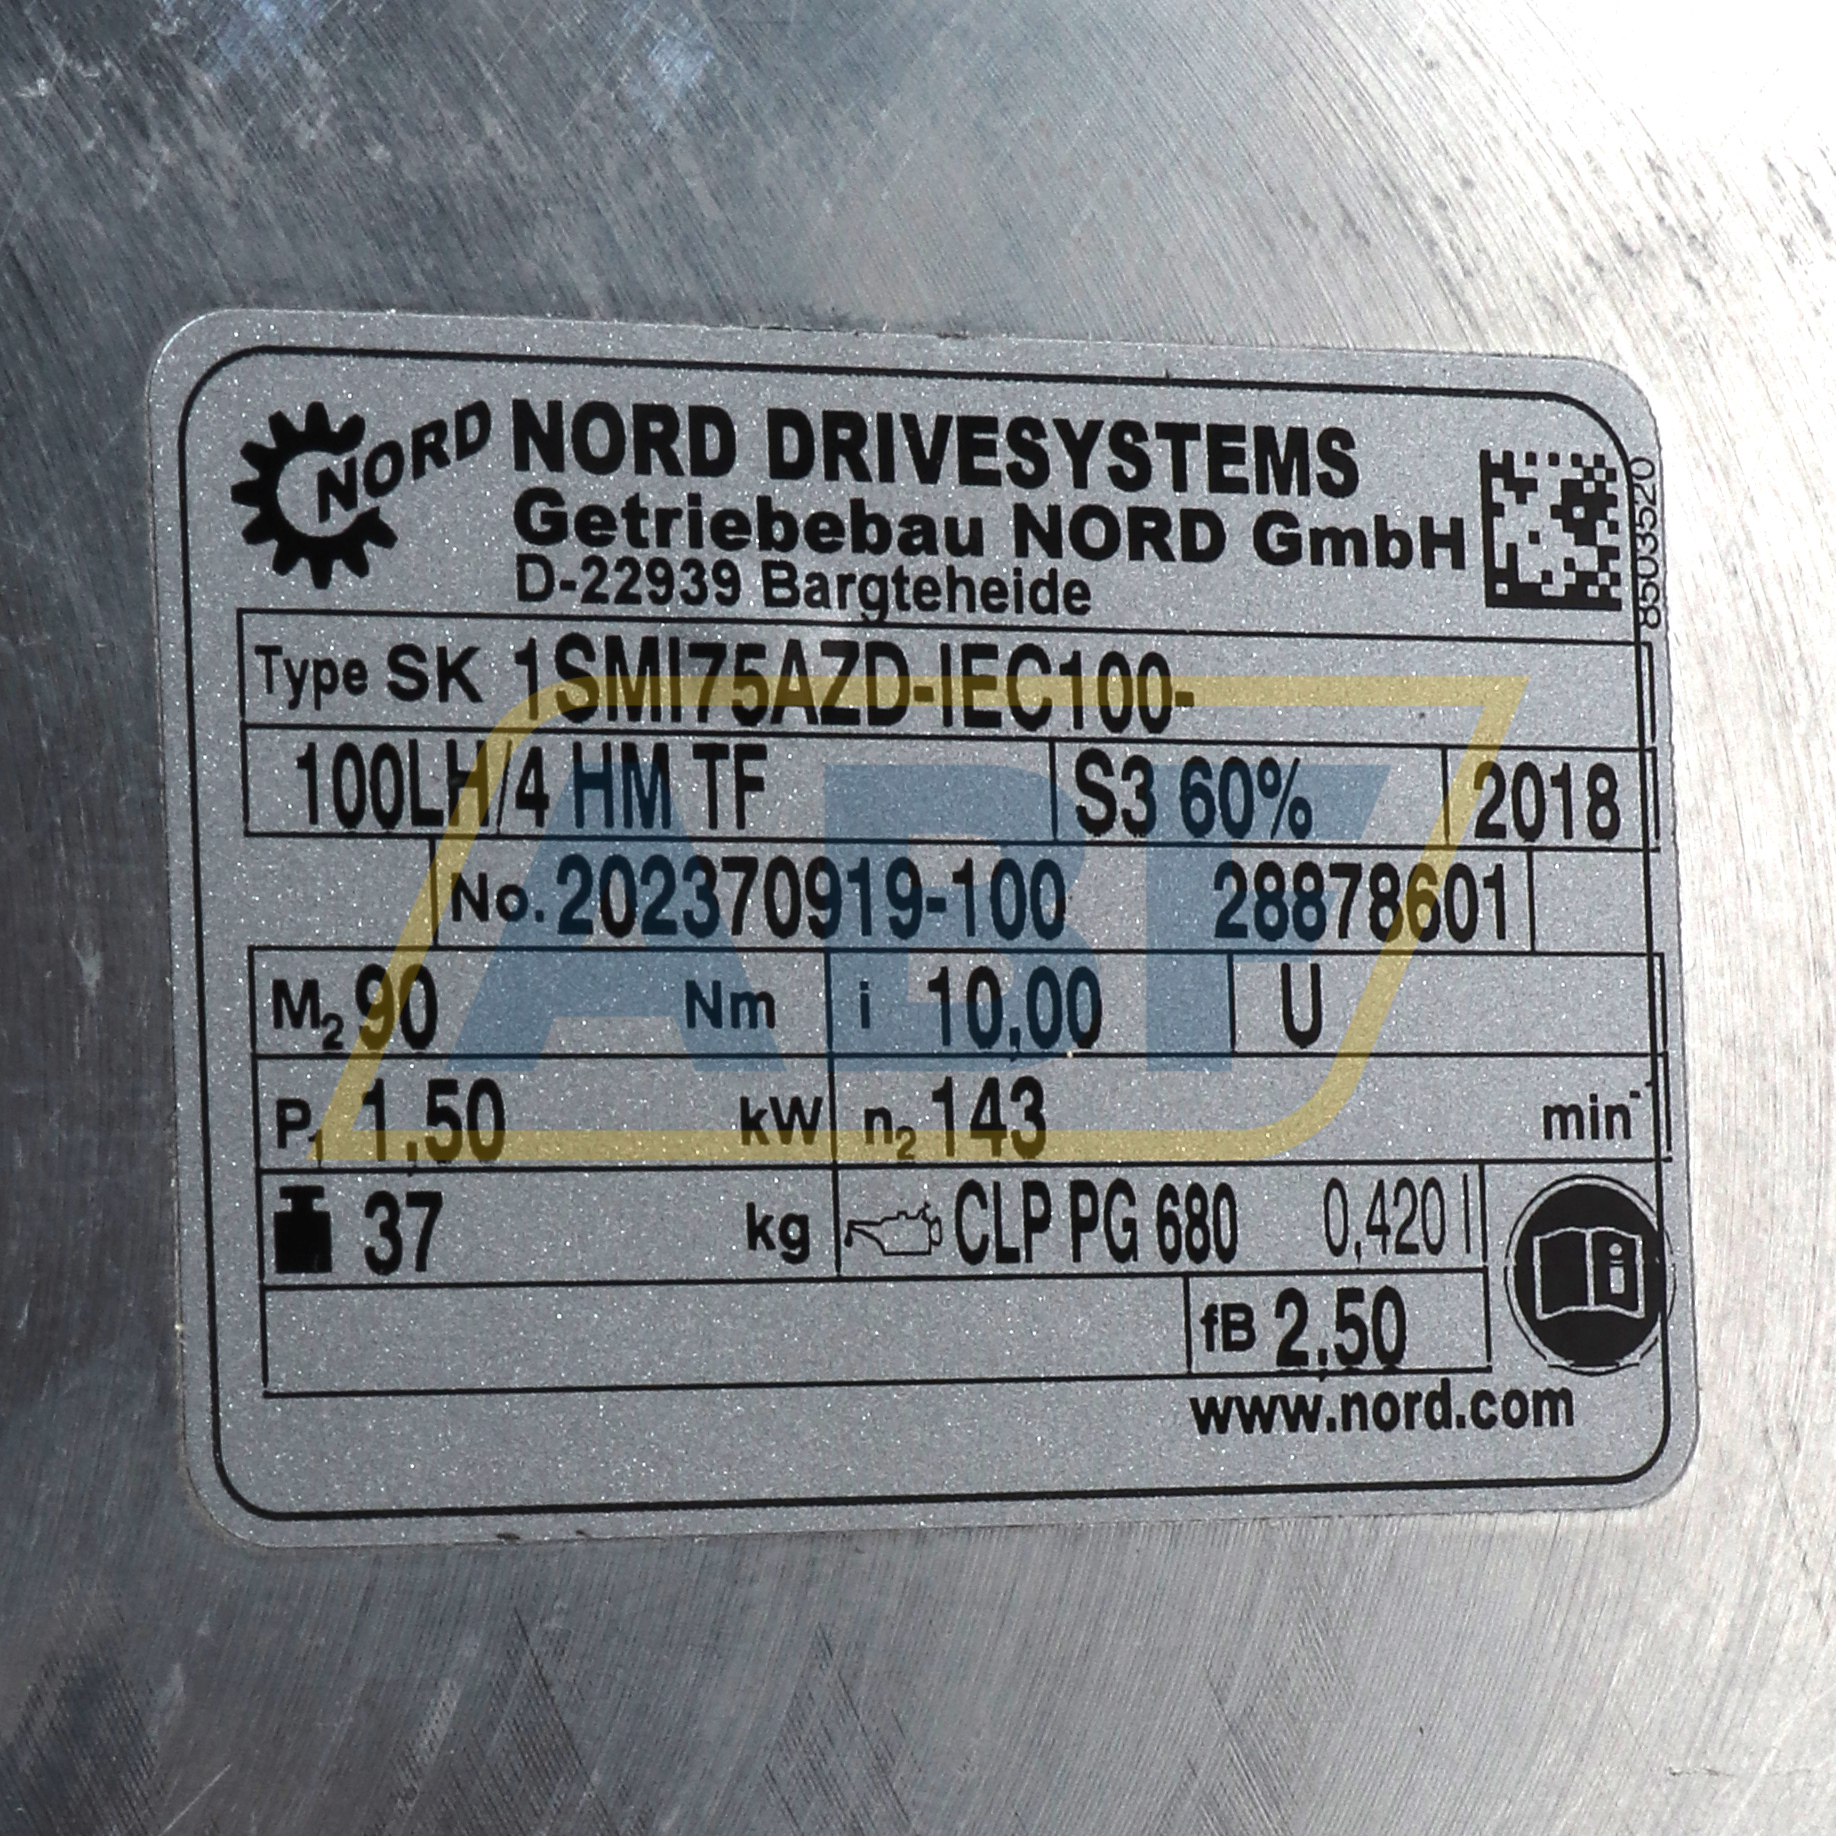 NORD NORD DRIVESYSTEMS
Getriebebau NORD GmbH
D-22939 Bargteheide
8503520
Type SK 1SMI75AZD-IEC100-
100LH/4 HM TF S3 60% 2018
No. 202370919-100 28878601
M2 90 Nm i 10,00 U
P1 1,50 kW n2 143 min-1
37 kg CLP PG 680 0,420 l
fB 2,50
www.nord.com
ABF